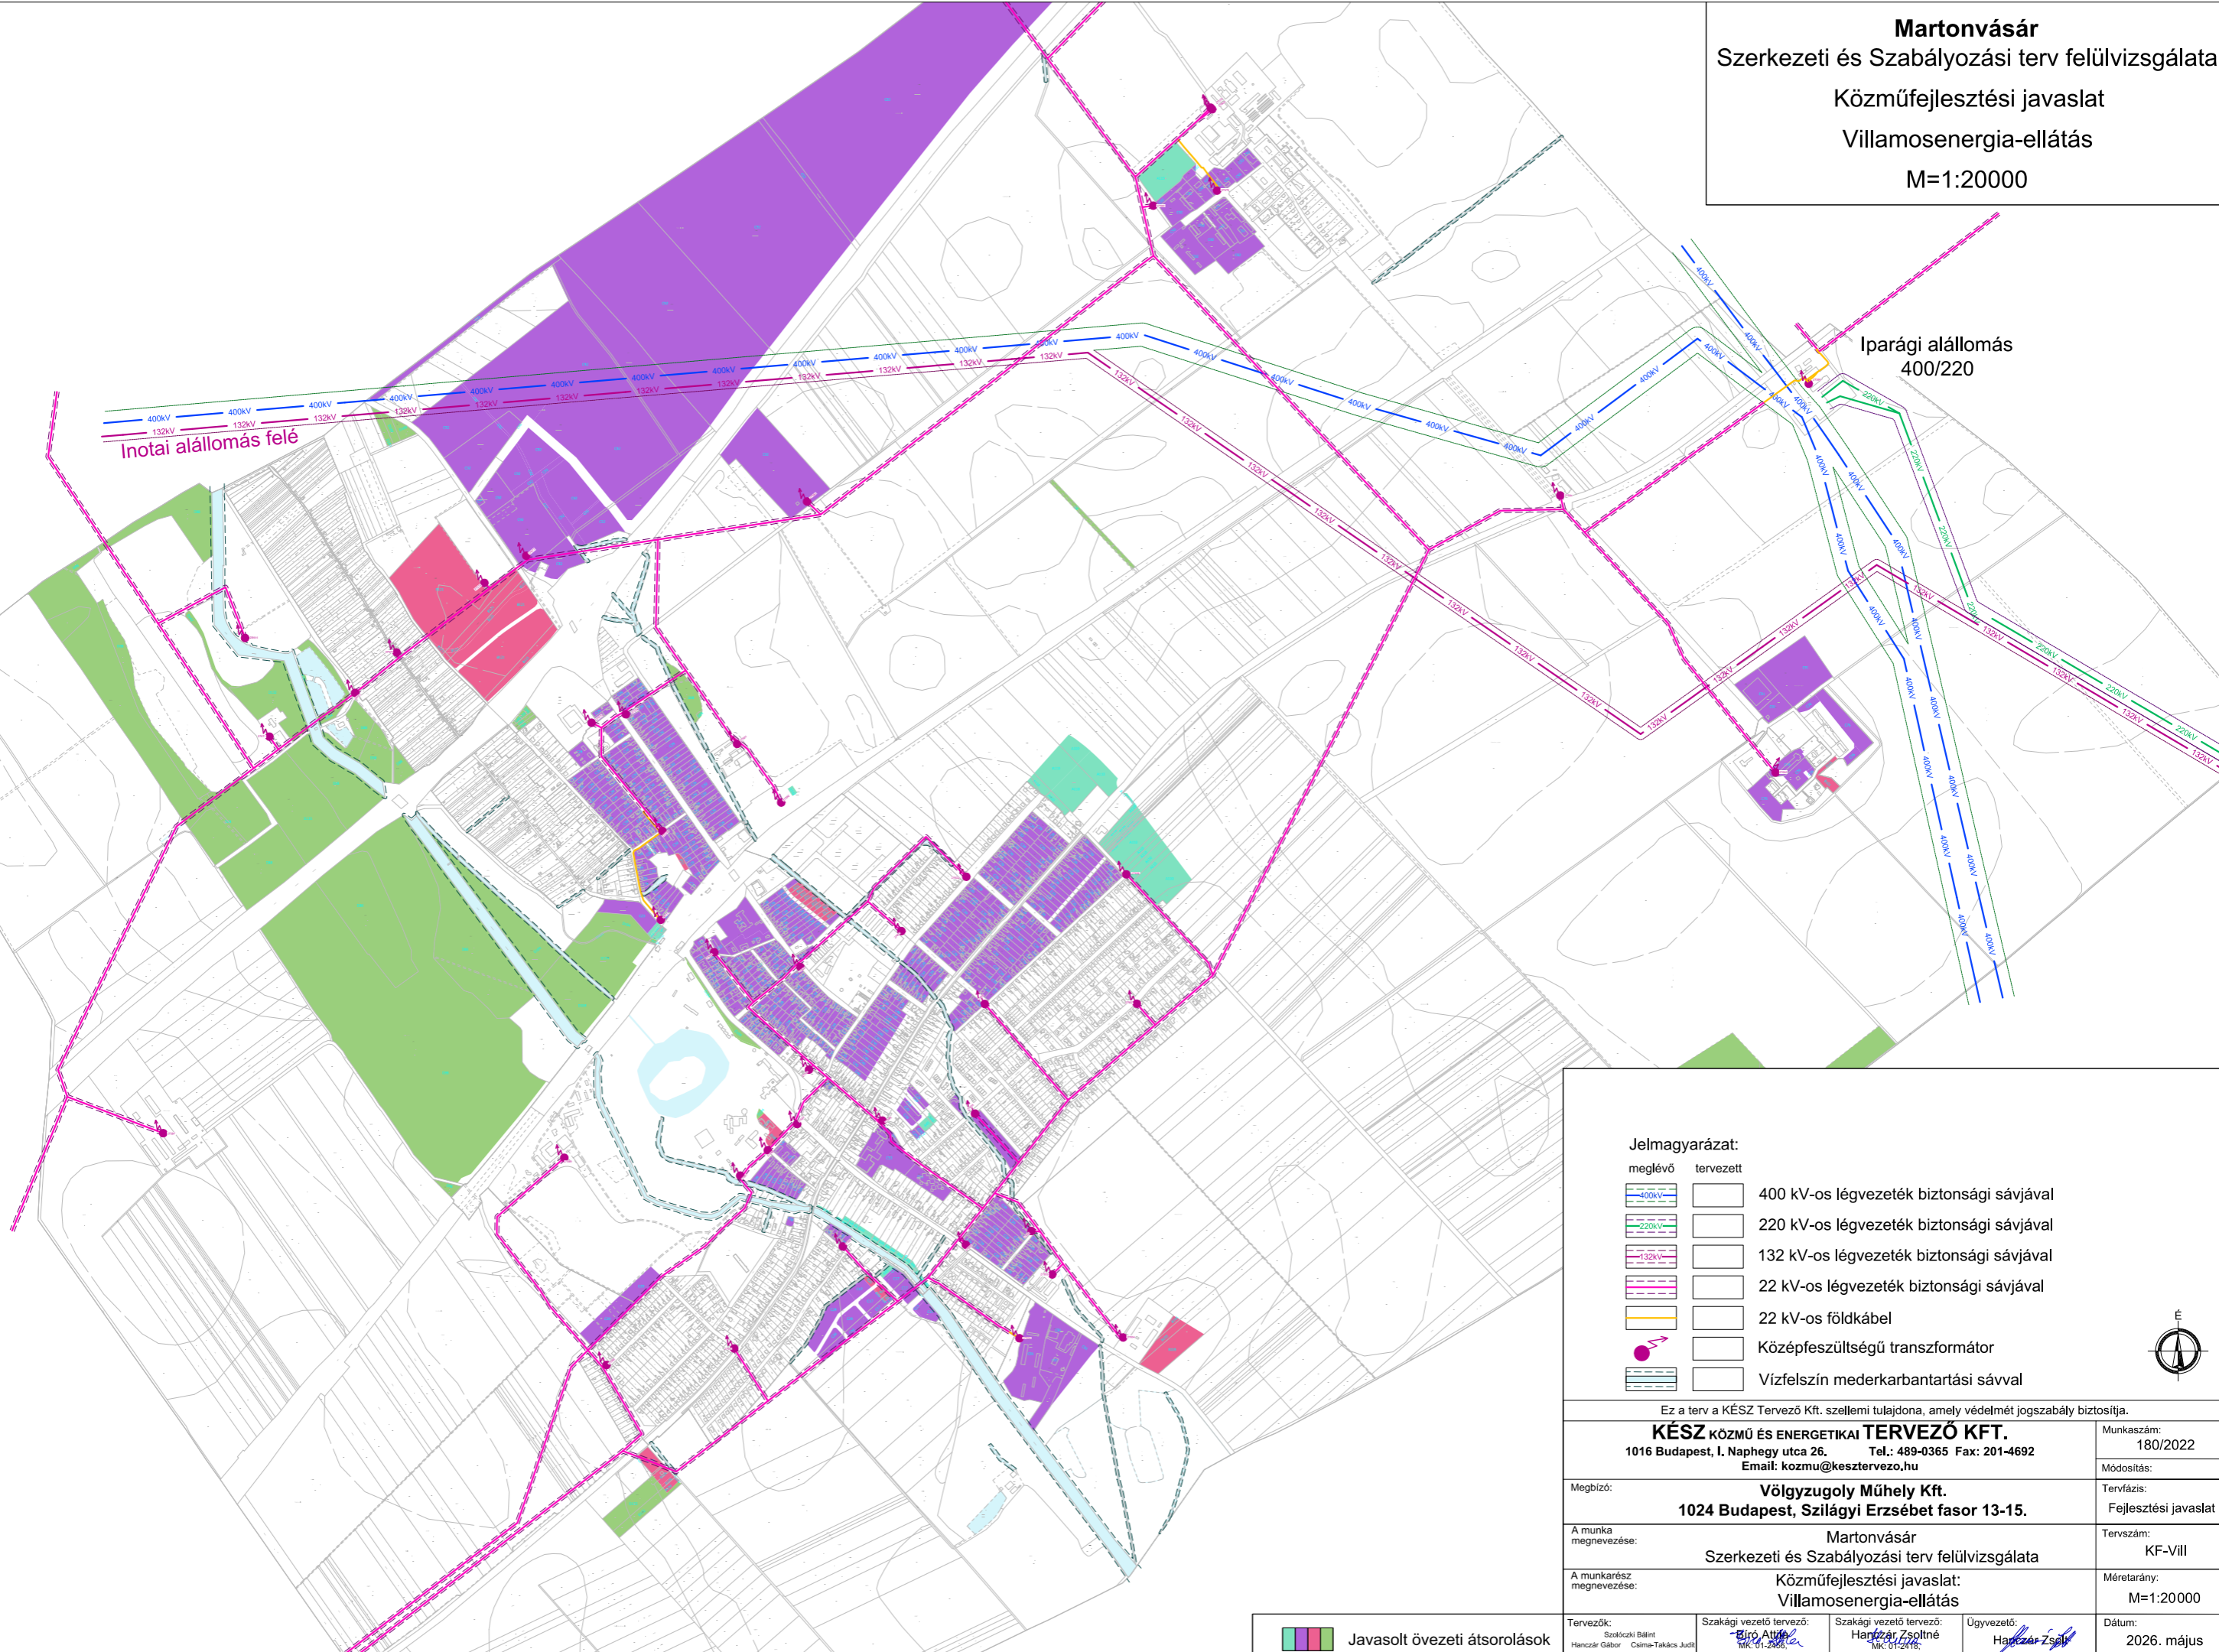 Martonvásár
Szerkezeti és Szabályozási terv felülvizsgálata
Közműfejlesztési javaslat
Villamosenergia-ellátás
M=1:20000
Iparági alállomás
400/220
400kV
132kV
220kV
Inotai alállomás felé
Jelmagyarázat:
meglévő tervezett
400kV 400 kV-os légvezeték biztonsági sávjával
220kV 220 kV-os légvezeték biztonsági sávjával
132kV 132 kV-os légvezeték biztonsági sávjával
22 kV-os légvezeték biztonsági sávjával
22 kV-os földkábel
Középfeszültségű transzformátor
Vízfelszín mederkarbantartási sávval
É
Ez a terv a KÉSZ Tervező Kft. szellemi tulajdona, amely védelmét jogszabály biztosítja.
KÉSZ KÖZMŰ ÉS ENERGETIKAI TERVEZŐ KFT.
1016 Budapest, I. Naphegy utca 26. Tel.: 489-0365 Fax: 201-4692
Email: kozmu@kesztervezo.hu
Munkaszám:
180/2022
Módosítás:
Megbízó:
Völgyzugoly Műhely Kft.
1024 Budapest, Szilágyi Erzsébet fasor 13-15.
Tervfázis:
Fejlesztési javaslat
A munka
megnevezése:
Martonvásár
Szerkezeti és Szabályozási terv felülvizsgálata
Tervszám:
KF-Vill
A munkarész
megnevezése:
Közműfejlesztési javaslat:
Villamosenergia-ellátás
Méretarány:
M=1:20000
Tervezők:
Szolóczki Bálint
Hanczár Gábor Csima-Takács Judit
Szakági vezető tervező:
Bíró Attila
Szakági vezető tervező:
Hanczár Zsoltné
Ügyvezető:
Hanczár Zsolt
Dátum:
2026. május
Javasolt övezeti átsorolások